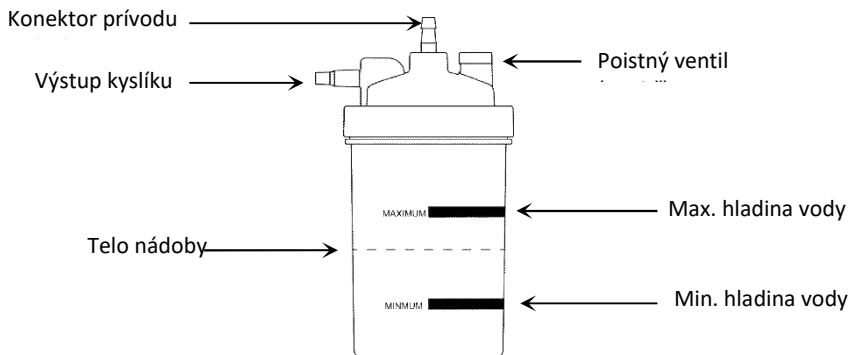 Konektor prívodu
Výstup kyslíku
Poistný ventil
MAXIMUM
Max. hladina vody
Telo nádoby
MINMUM
Min. hladina vody